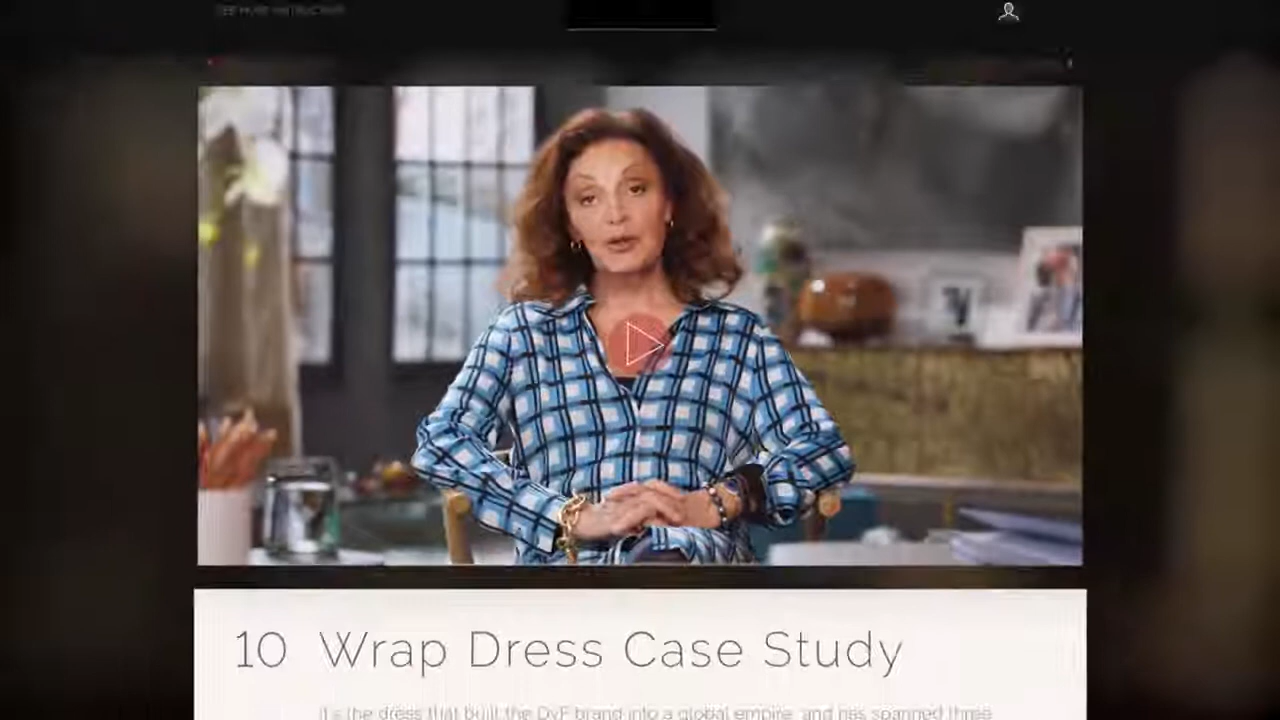 10 Wrap Dress Case Study
It's the dress that built the DvF brand into a global empire, and has spanned three